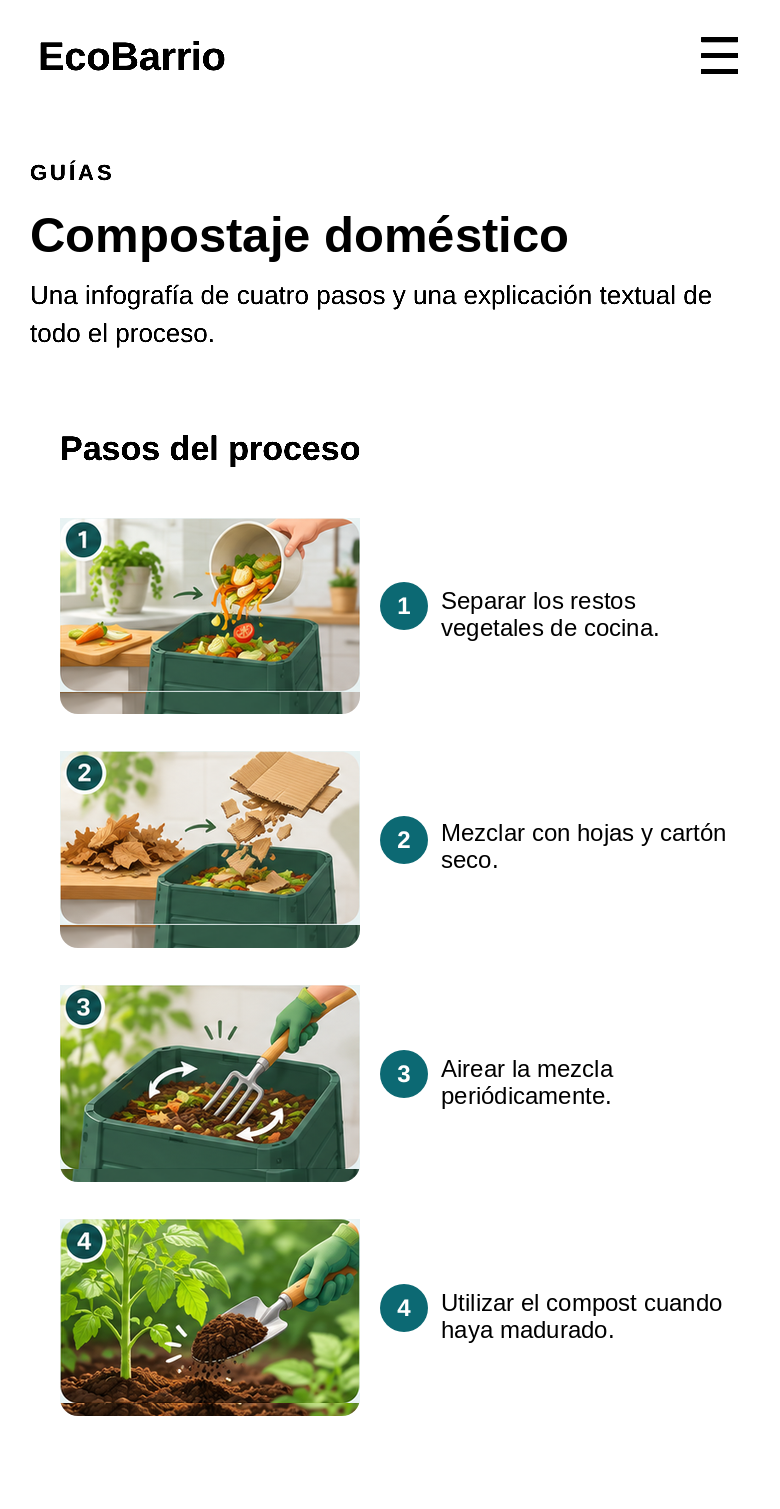 EcoBarrio
GUÍAS
Compostaje doméstico
Una infografía de cuatro pasos y una explicación textual de
todo el proceso.
Pasos del proceso
1
1
Separar los restos
vegetales de cocina.
2
2
Mezclar con hojas y cartón
seco.
3
3
Airear la mezcla
periódicamente.
4
4
Utilizar el compost cuando
haya madurado.